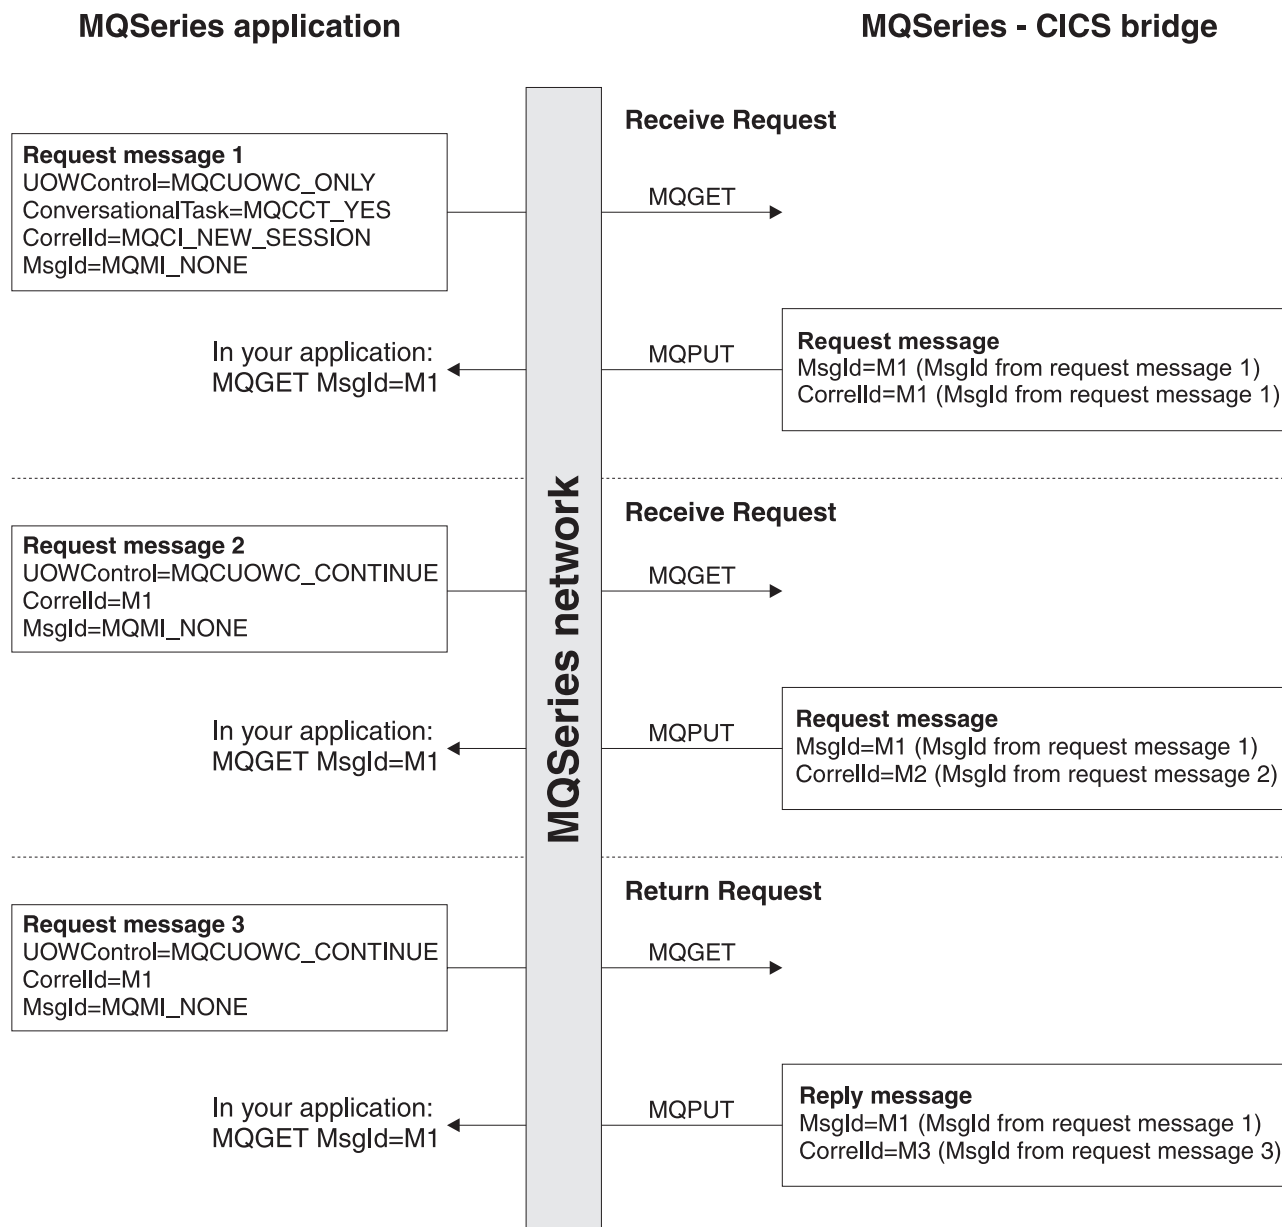 MQSeries application
MQSeries - CICS bridge
Receive Request
Request message 1
UOWControl=MQCUOWC_ONLY
ConversationalTask=MQCCT_YES
CorrelId=MQCI_NEW_SESSION
MsgId=MQMI_NONE
MQGET
In your application:
MQGET MsgId=M1
MQPUT
Request message
MsgId=M1 (MsgId from request message 1)
CorrelId=M1 (MsgId from request message 1)
MQSeries network
Receive Request
Request message 2
UOWControl=MQCUOWC_CONTINUE
CorrelId=M1
MsgId=MQMI_NONE
MQGET
In your application:
MQGET MsgId=M1
MQPUT
Request message
MsgId=M1 (MsgId from request message 1)
CorrelId=M2 (MsgId from request message 2)
Return Request
Request message 3
UOWControl=MQCUOWC_CONTINUE
CorrelId=M1
MsgId=MQMI_NONE
MQGET
In your application:
MQGET MsgId=M1
MQPUT
Reply message
MsgId=M1 (MsgId from request message 1)
CorrelId=M3 (MsgId from request message 3)